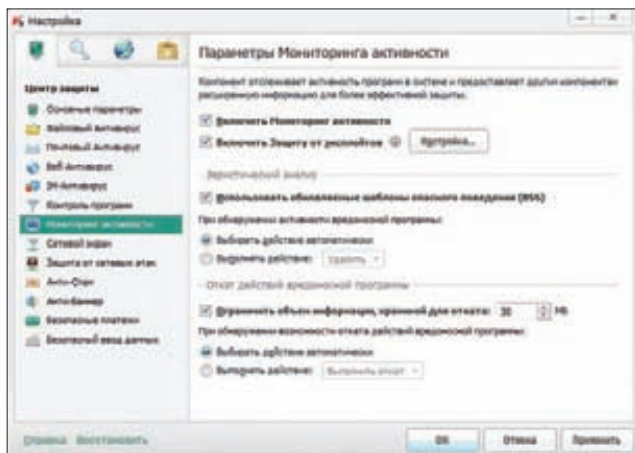 Настройка
Параметры Мониторинга активности
Компонент отслеживает активность программ в системе и предоставляет другим компонентам
расширенную информацию для более эффективной защиты.
Центр защиты
Основные параметры
Файловый Антивирус
Почтовый Антивирус
Веб-Антивирус
IM-Антивирус
Контроль программ
Мониторинг активности
Сетевой экран
Защита от сетевых атак
Анти-Спам
Анти-Баннер
Безопасные платежи
Безопасный ввод данных
Включить Мониторинг активности
Включить Защиту от эксплойтов
Настройка...
Эвристический анализ
Использовать обновляемые шаблоны опасного поведения (BSS)
При обнаружении активности вредоносной программы:
Выбирать действие автоматически
Выполнять действие: Удалить
Откат действий вредоносной программы
Ограничить объем информации, хранимой для отката: 30 МБ
При обнаружении возможности отката действий вредоносной программы:
Выбирать действие автоматически
Выполнять действие: Выполнить откат
Справка Восстановить
ОК Отмена Применить